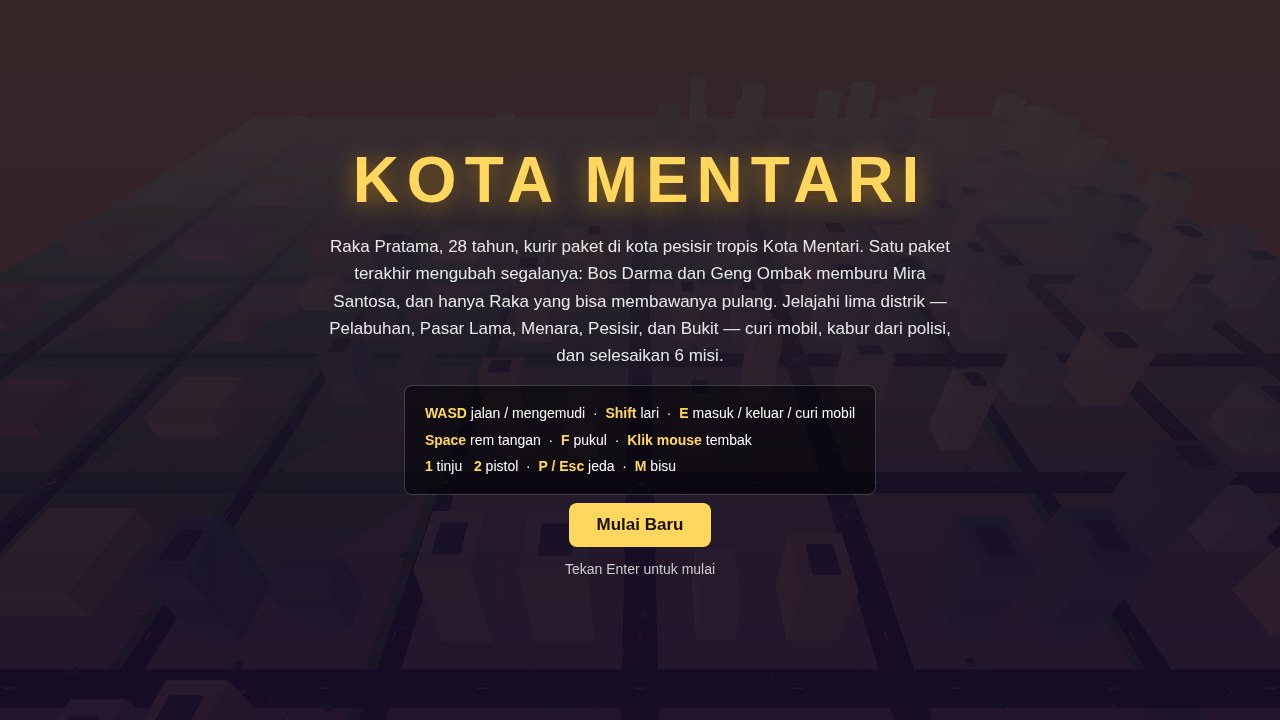 KOTA MENTARI
Raka Pratama, 28 tahun, kurir paket di kota pesisir tropis Kota Mentari. Satu paket
terakhir mengubah segalanya: Bos Darma dan Geng Ombak memburu Mira
Santosa, dan hanya Raka yang bisa membawanya pulang. Jelajahi lima distrik —
Pelabuhan, Pasar Lama, Menara, Pesisir, dan Bukit — curi mobil, kabur dari polisi,
dan selesaikan 6 misi.
WASD jalan / mengemudi · Shift lari · E masuk / keluar / curi mobil
Space rem tangan · F pukul · Klik mouse tembak
1 tinju 2 pistol · P / Esc jeda · M bisu
Mulai Baru
Tekan Enter untuk mulai